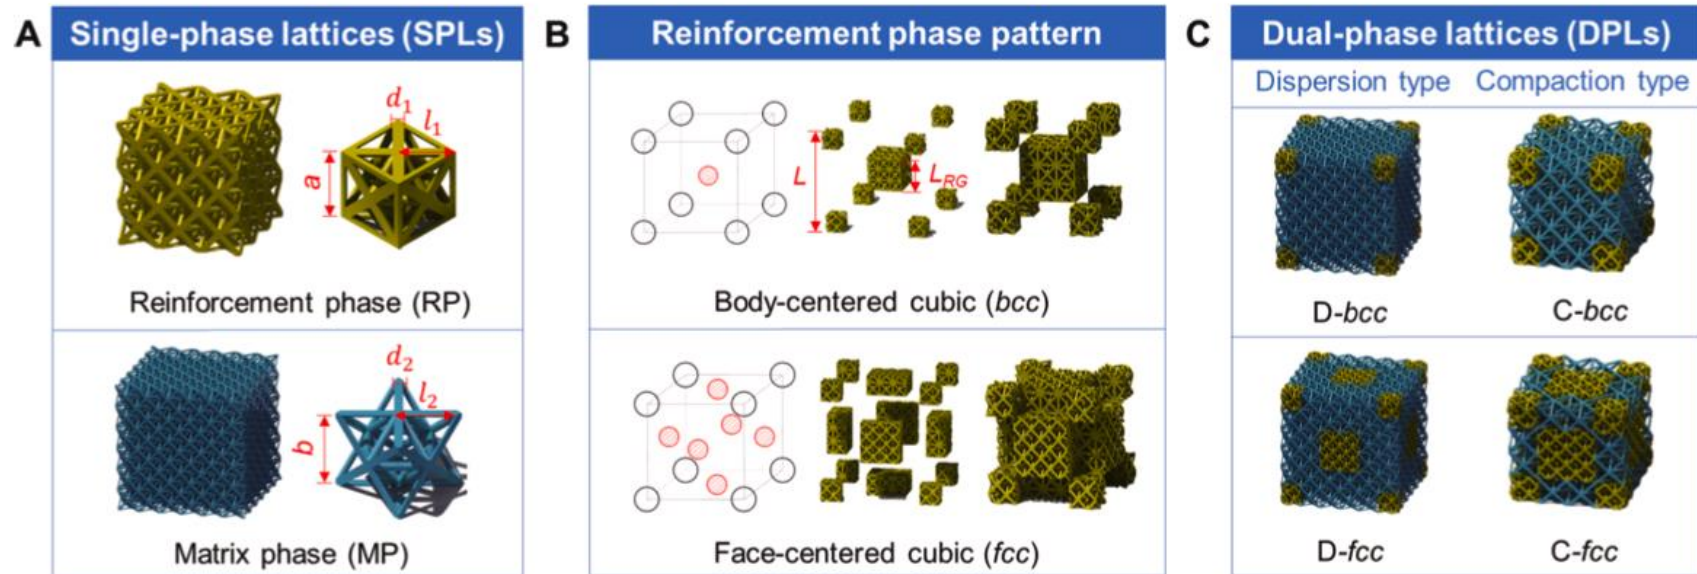 A Single-phase lattices (SPLs)
d₁
l₁
a
Reinforcement phase (RP)
d₂
l₂
b
Matrix phase (MP)
B Reinforcement phase pattern
L
L_RG
Body-centered cubic (bcc)
Face-centered cubic (fcc)
C Dual-phase lattices (DPLs)
Dispersion type Compaction type
D-bcc C-bcc
D-fcc C-fcc